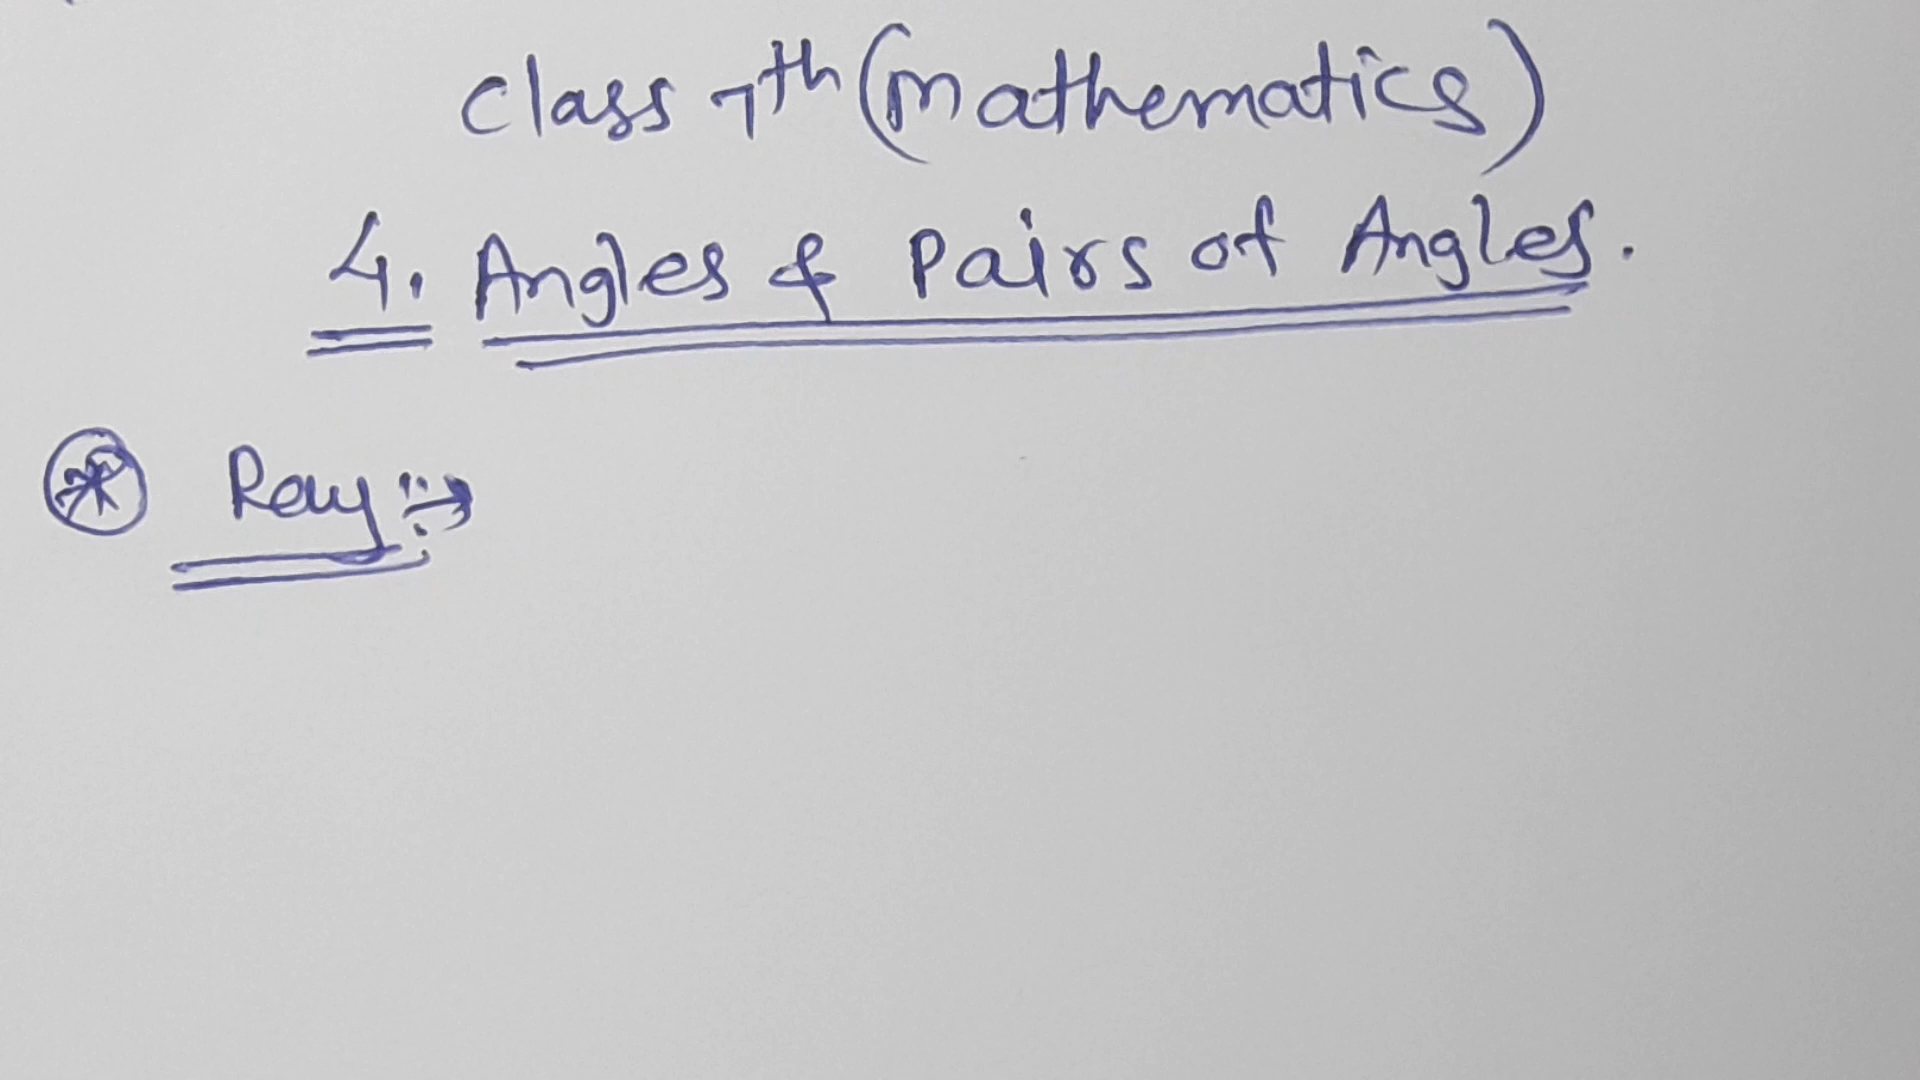 Class 7th (Mathematics)
4. Angles & Pairs of Angles.
* Ray :→